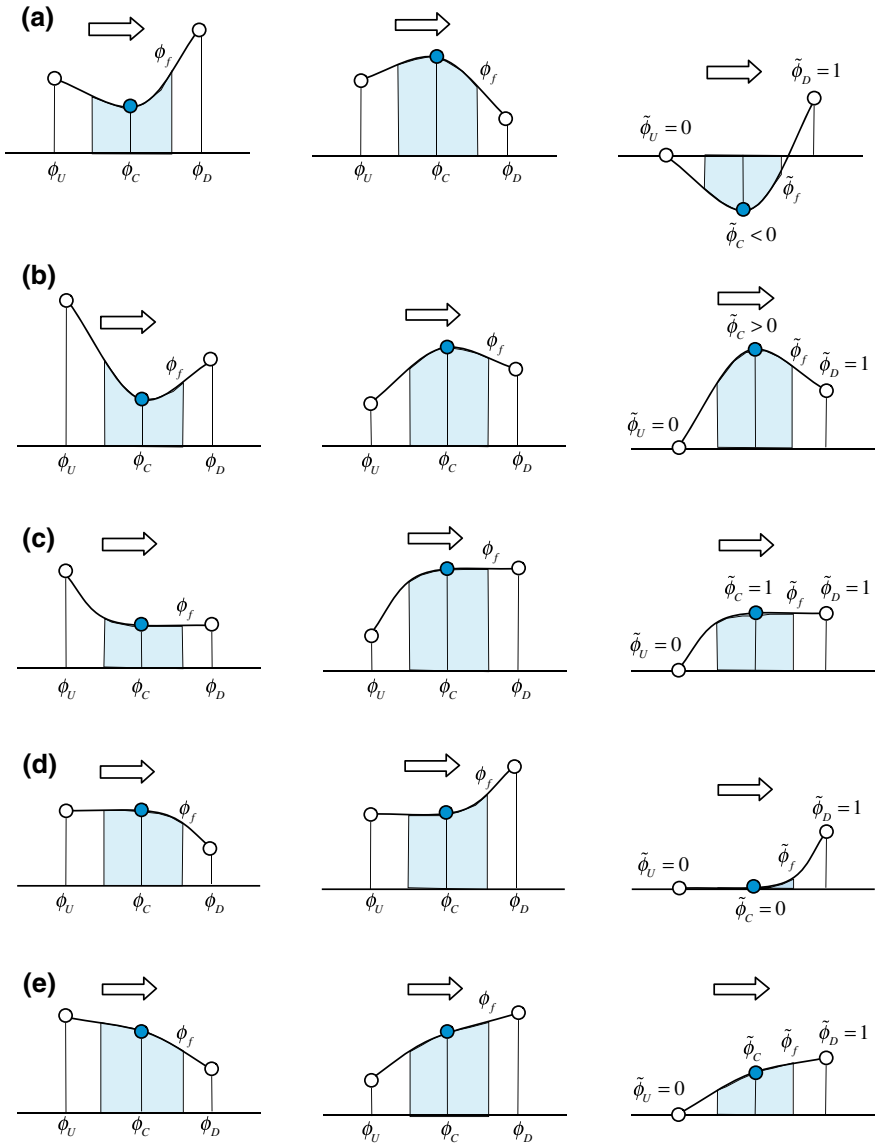 (a)
ϕ_f ϕ_f ϕ̃_D = 1
ϕ̃_U = 0
ϕ̃_f
ϕ_U ϕ_C ϕ_D ϕ_U ϕ_C ϕ_D
ϕ̃_C < 0
(b)
ϕ̃_C > 0
ϕ_f ϕ_f ϕ̃_f ϕ̃_D = 1
ϕ̃_U = 0
ϕ_U ϕ_C ϕ_D ϕ_U ϕ_C ϕ_D
(c)
ϕ_f ϕ_f ϕ̃_C = 1 ϕ̃_f ϕ̃_D = 1
ϕ̃_U = 0
ϕ_U ϕ_C ϕ_D ϕ_U ϕ_C ϕ_D
(d)
ϕ_f ϕ_f ϕ̃_D = 1
ϕ̃_U = 0 ϕ̃_f
ϕ_U ϕ_C ϕ_D ϕ_U ϕ_C ϕ_D ϕ̃_C = 0
(e)
ϕ_f ϕ_f ϕ̃_C ϕ̃_f ϕ̃_D = 1
ϕ̃_U = 0
ϕ_U ϕ_C ϕ_D ϕ_U ϕ_C ϕ_D